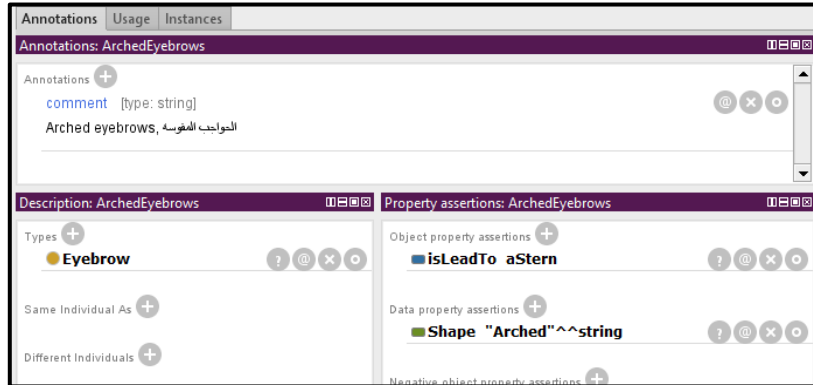 Annotations Usage Instances
Annotations: ArchedEyebrows
Annotations
comment [type: string]
Arched eyebrows, الحواجب المقوسه
Description: ArchedEyebrows
Types
Eyebrow
Same Individual As
Different Individuals
Property assertions: ArchedEyebrows
Object property assertions
isLeadTo aStern
Data property assertions
Shape "Arched"^^string
Negative object property assertions